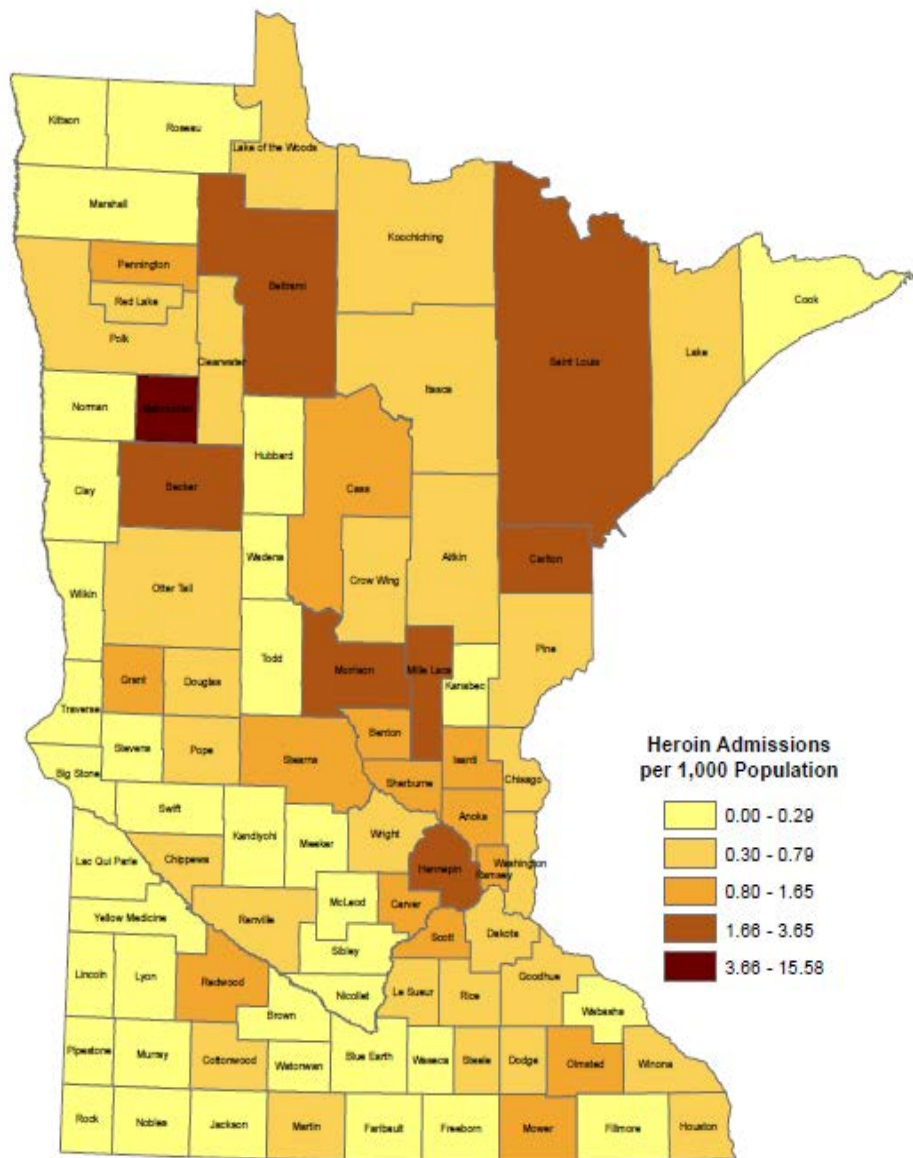 Kittson
Roseau
Lake of the Woods
Marshall
Koochiching
Pennington
Beltrami
Red Lake
Cook
Polk
Clearwater
Saint Louis
Lake
Itasca
Norman
Mahnomen
Hubbard
Clay
Becker
Cass
Wadena
Aitkin
Carlton
Crow Wing
Otter Tail
Wilkin
Todd
Pine
Morrison
Mille Lacs
Grant
Douglas
Kanabec
Traverse
Stevens
Pope
Benton
Stearns
Isanti
Big Stone
Sherburne
Chisago
Swift
Kandiyohi
Anoka
Meeker
Wright
Lac Qui Parle
Chippewa
Hennepin
Washington
Ramsey
McLeod
Carver
Yellow Medicine
Renville
Scott
Dakota
Sibley
Lincoln
Lyon
Redwood
Goodhue
Nicollet
Le Sueur
Rice
Brown
Wabasha
Pipestone
Murray
Cottonwood
Watonwan
Blue Earth
Waseca
Steele
Dodge
Olmsted
Winona
Rock
Nobles
Jackson
Martin
Faribault
Freeborn
Mower
Fillmore
Houston
Heroin Admissions
per 1,000 Population
0.00 - 0.29
0.30 - 0.79
0.80 - 1.65
1.66 - 3.65
3.66 - 15.58